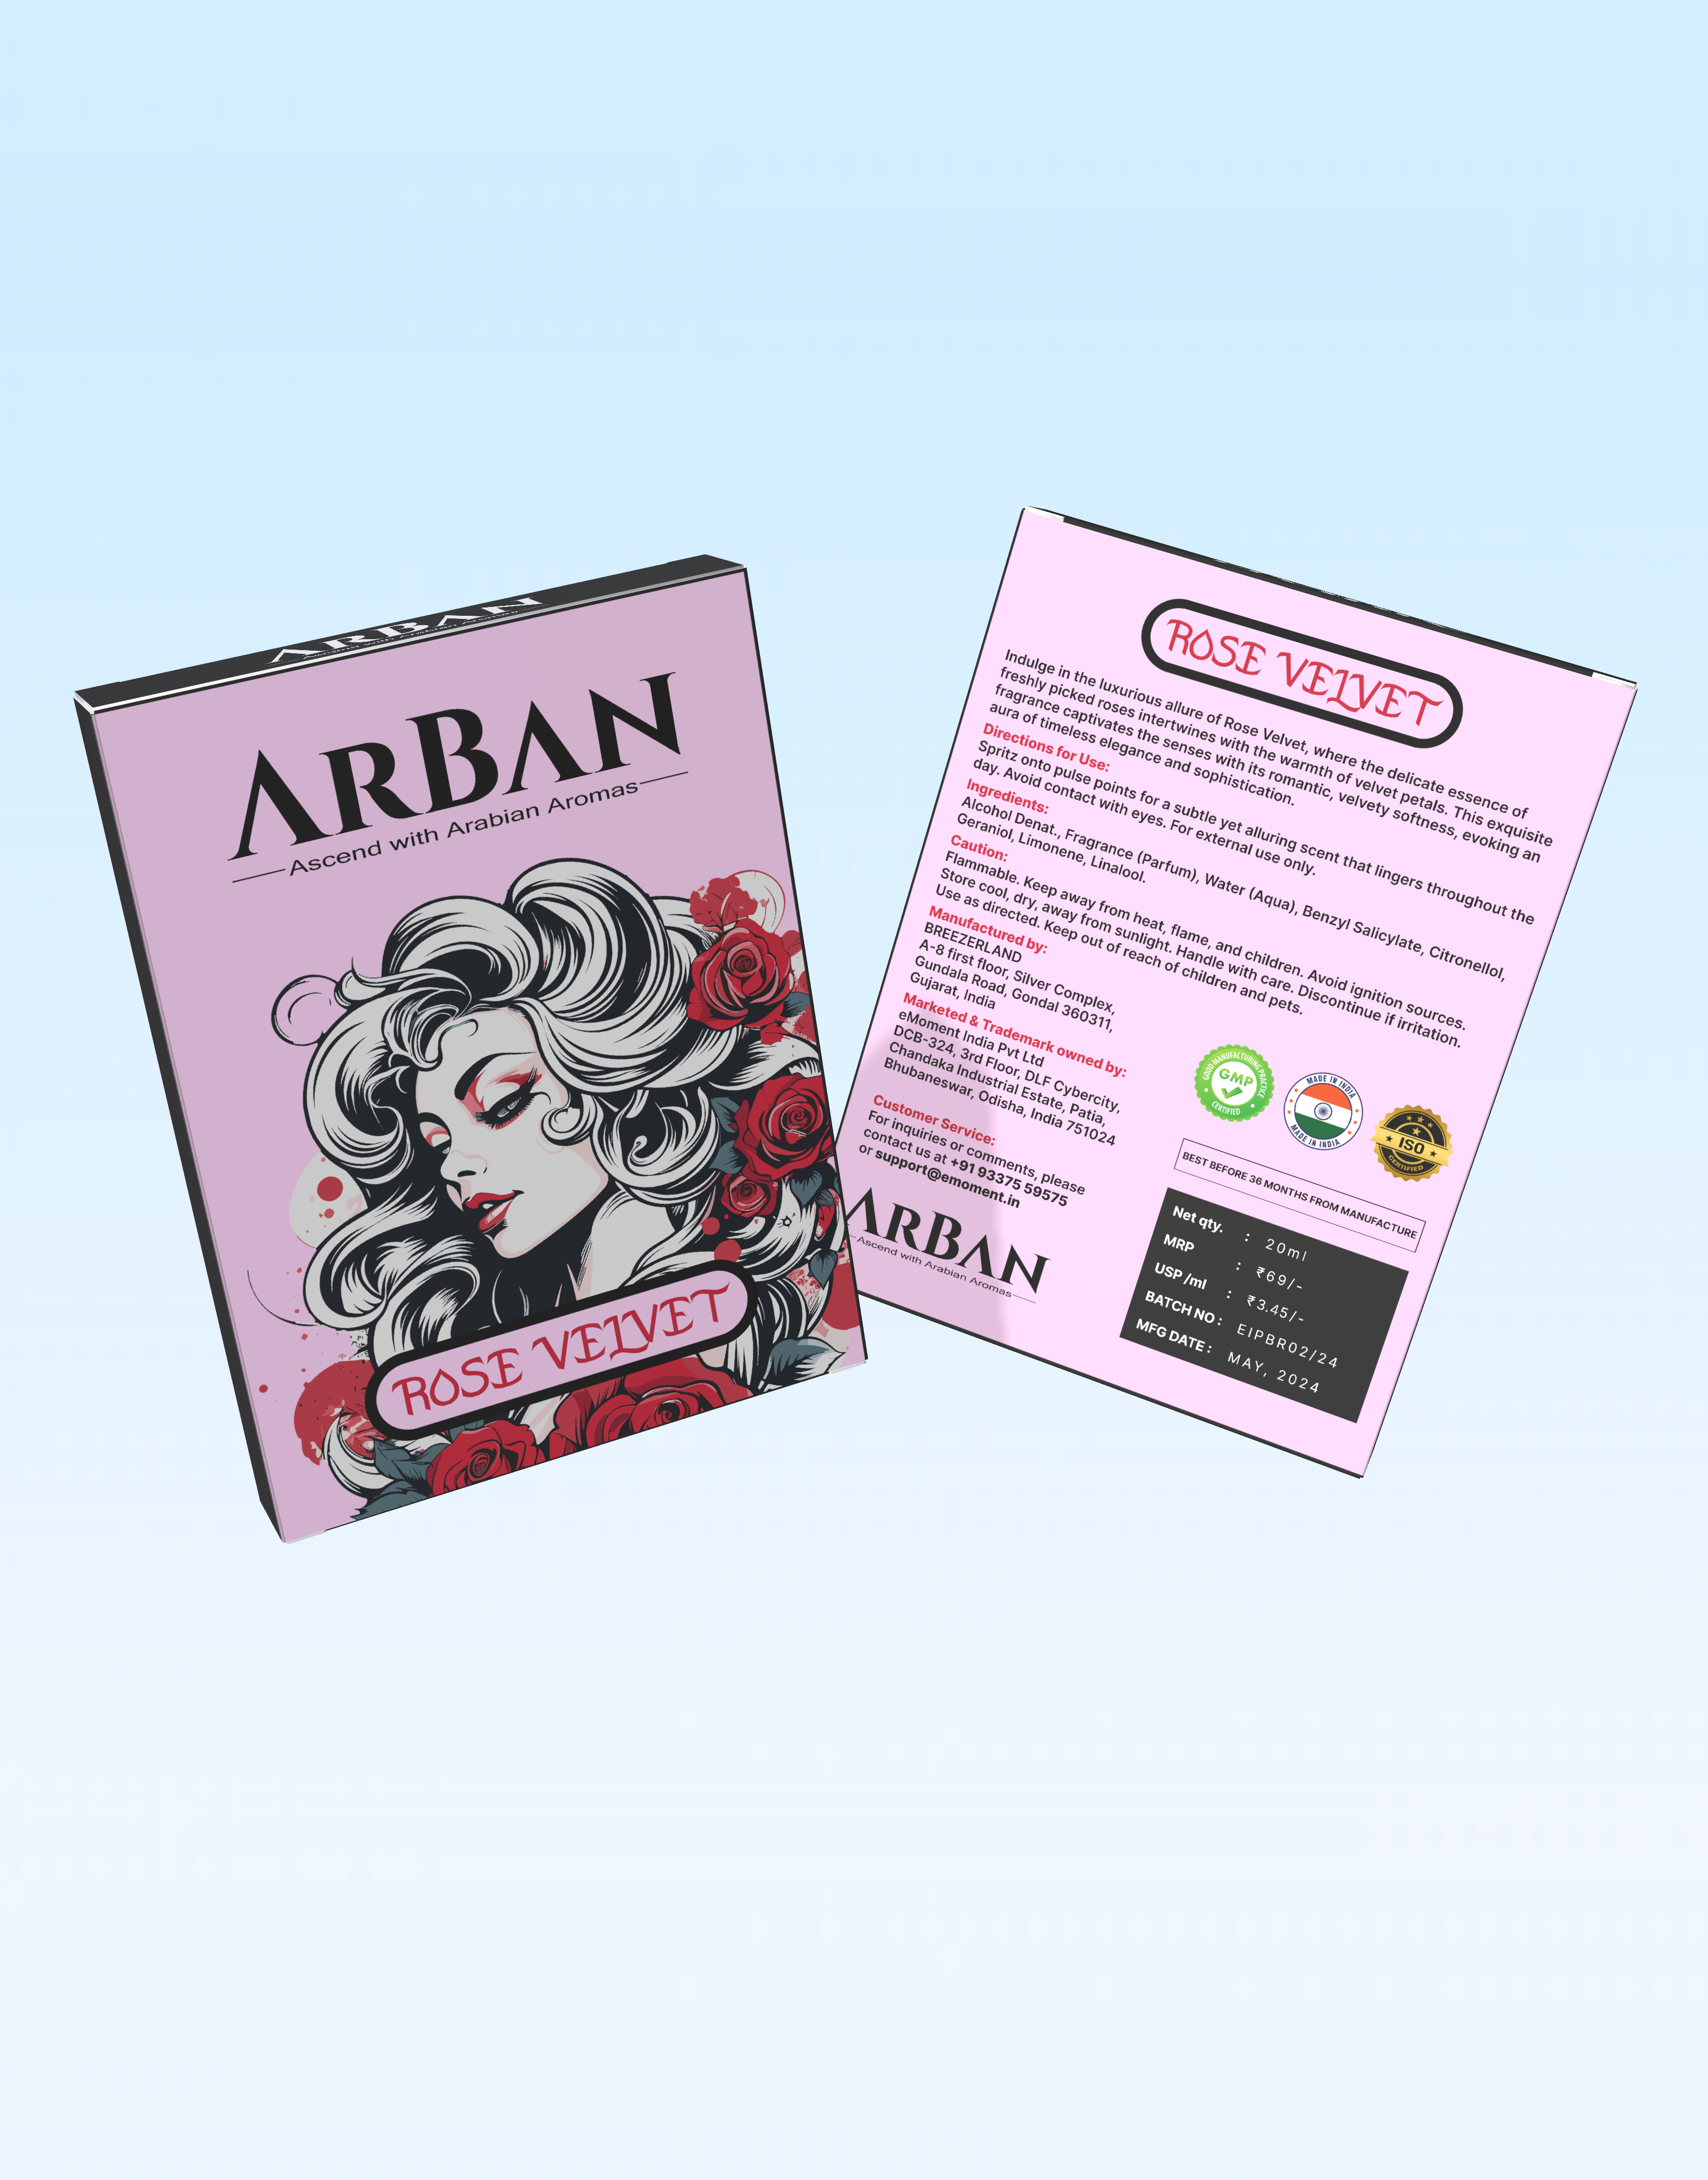 ARBAN
ARBAN
Ascend with Arabian Aromas
ROSE VELVET
ROSE VELVET
Indulge in the luxurious allure of Rose Velvet, where the delicate essence of
freshly picked roses intertwines with the warmth of velvet petals. This exquisite
fragrance captivates the senses with its romantic, velvety softness, evoking an
aura of timeless elegance and sophistication.
Directions for Use:
Spritz onto pulse points for a subtle yet alluring scent that lingers throughout the
day. Avoid contact with eyes. For external use only.
Ingredients:
Alcohol Denat., Fragrance (Parfum), Water (Aqua), Benzyl Salicylate, Citronellol,
Geraniol, Limonene, Linalool.
Caution:
Flammable. Keep away from heat, flame, and children. Avoid ignition sources.
Store cool, dry, away from sunlight. Handle with care. Discontinue if irritation.
Use as directed. Keep out of reach of children and pets.
Manufactured by:
BREEZERLAND
A-8 first floor, Silver Complex,
Gundala Road, Gondal 360311,
Gujarat, India
Marketed & Trademark owned by:
eMoment India Pvt Ltd
DCB-324, 3rd Floor, DLF Cybercity,
Chandaka Industrial Estate, Patia,
Bhubaneswar, Odisha, India 751024
Customer Service:
For inquiries or comments, please
contact us at +91 93375 59575
or support@emoment.in
ARBAN
Ascend with Arabian Aromas
GOOD MANUFACTURING PRACTICE
GMP
CERTIFIED
MADE IN INDIA
MADE IN INDIA
ISO
CERTIFIED
BEST BEFORE 36 MONTHS FROM MANUFACTURE
Net qty. : 20ml
MRP : ₹69/-
USP /ml : ₹3.45/-
BATCH NO : EIPBR02/24
MFG DATE : MAY, 2024